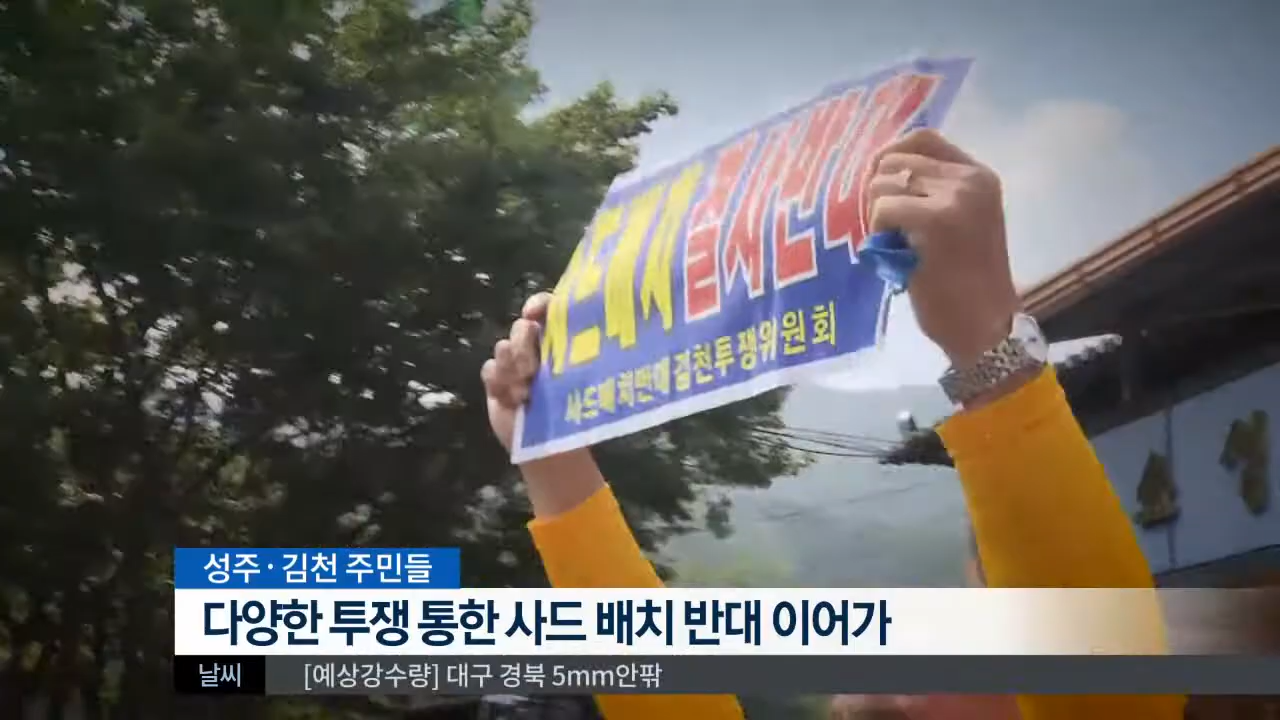 사드배치 결사반대
사드배치반대김천투쟁위원회
성주·김천 주민들
다양한 투쟁 통한 사드 배치 반대 이어가
날씨 [예상강수량] 대구 경북 5mm안팎